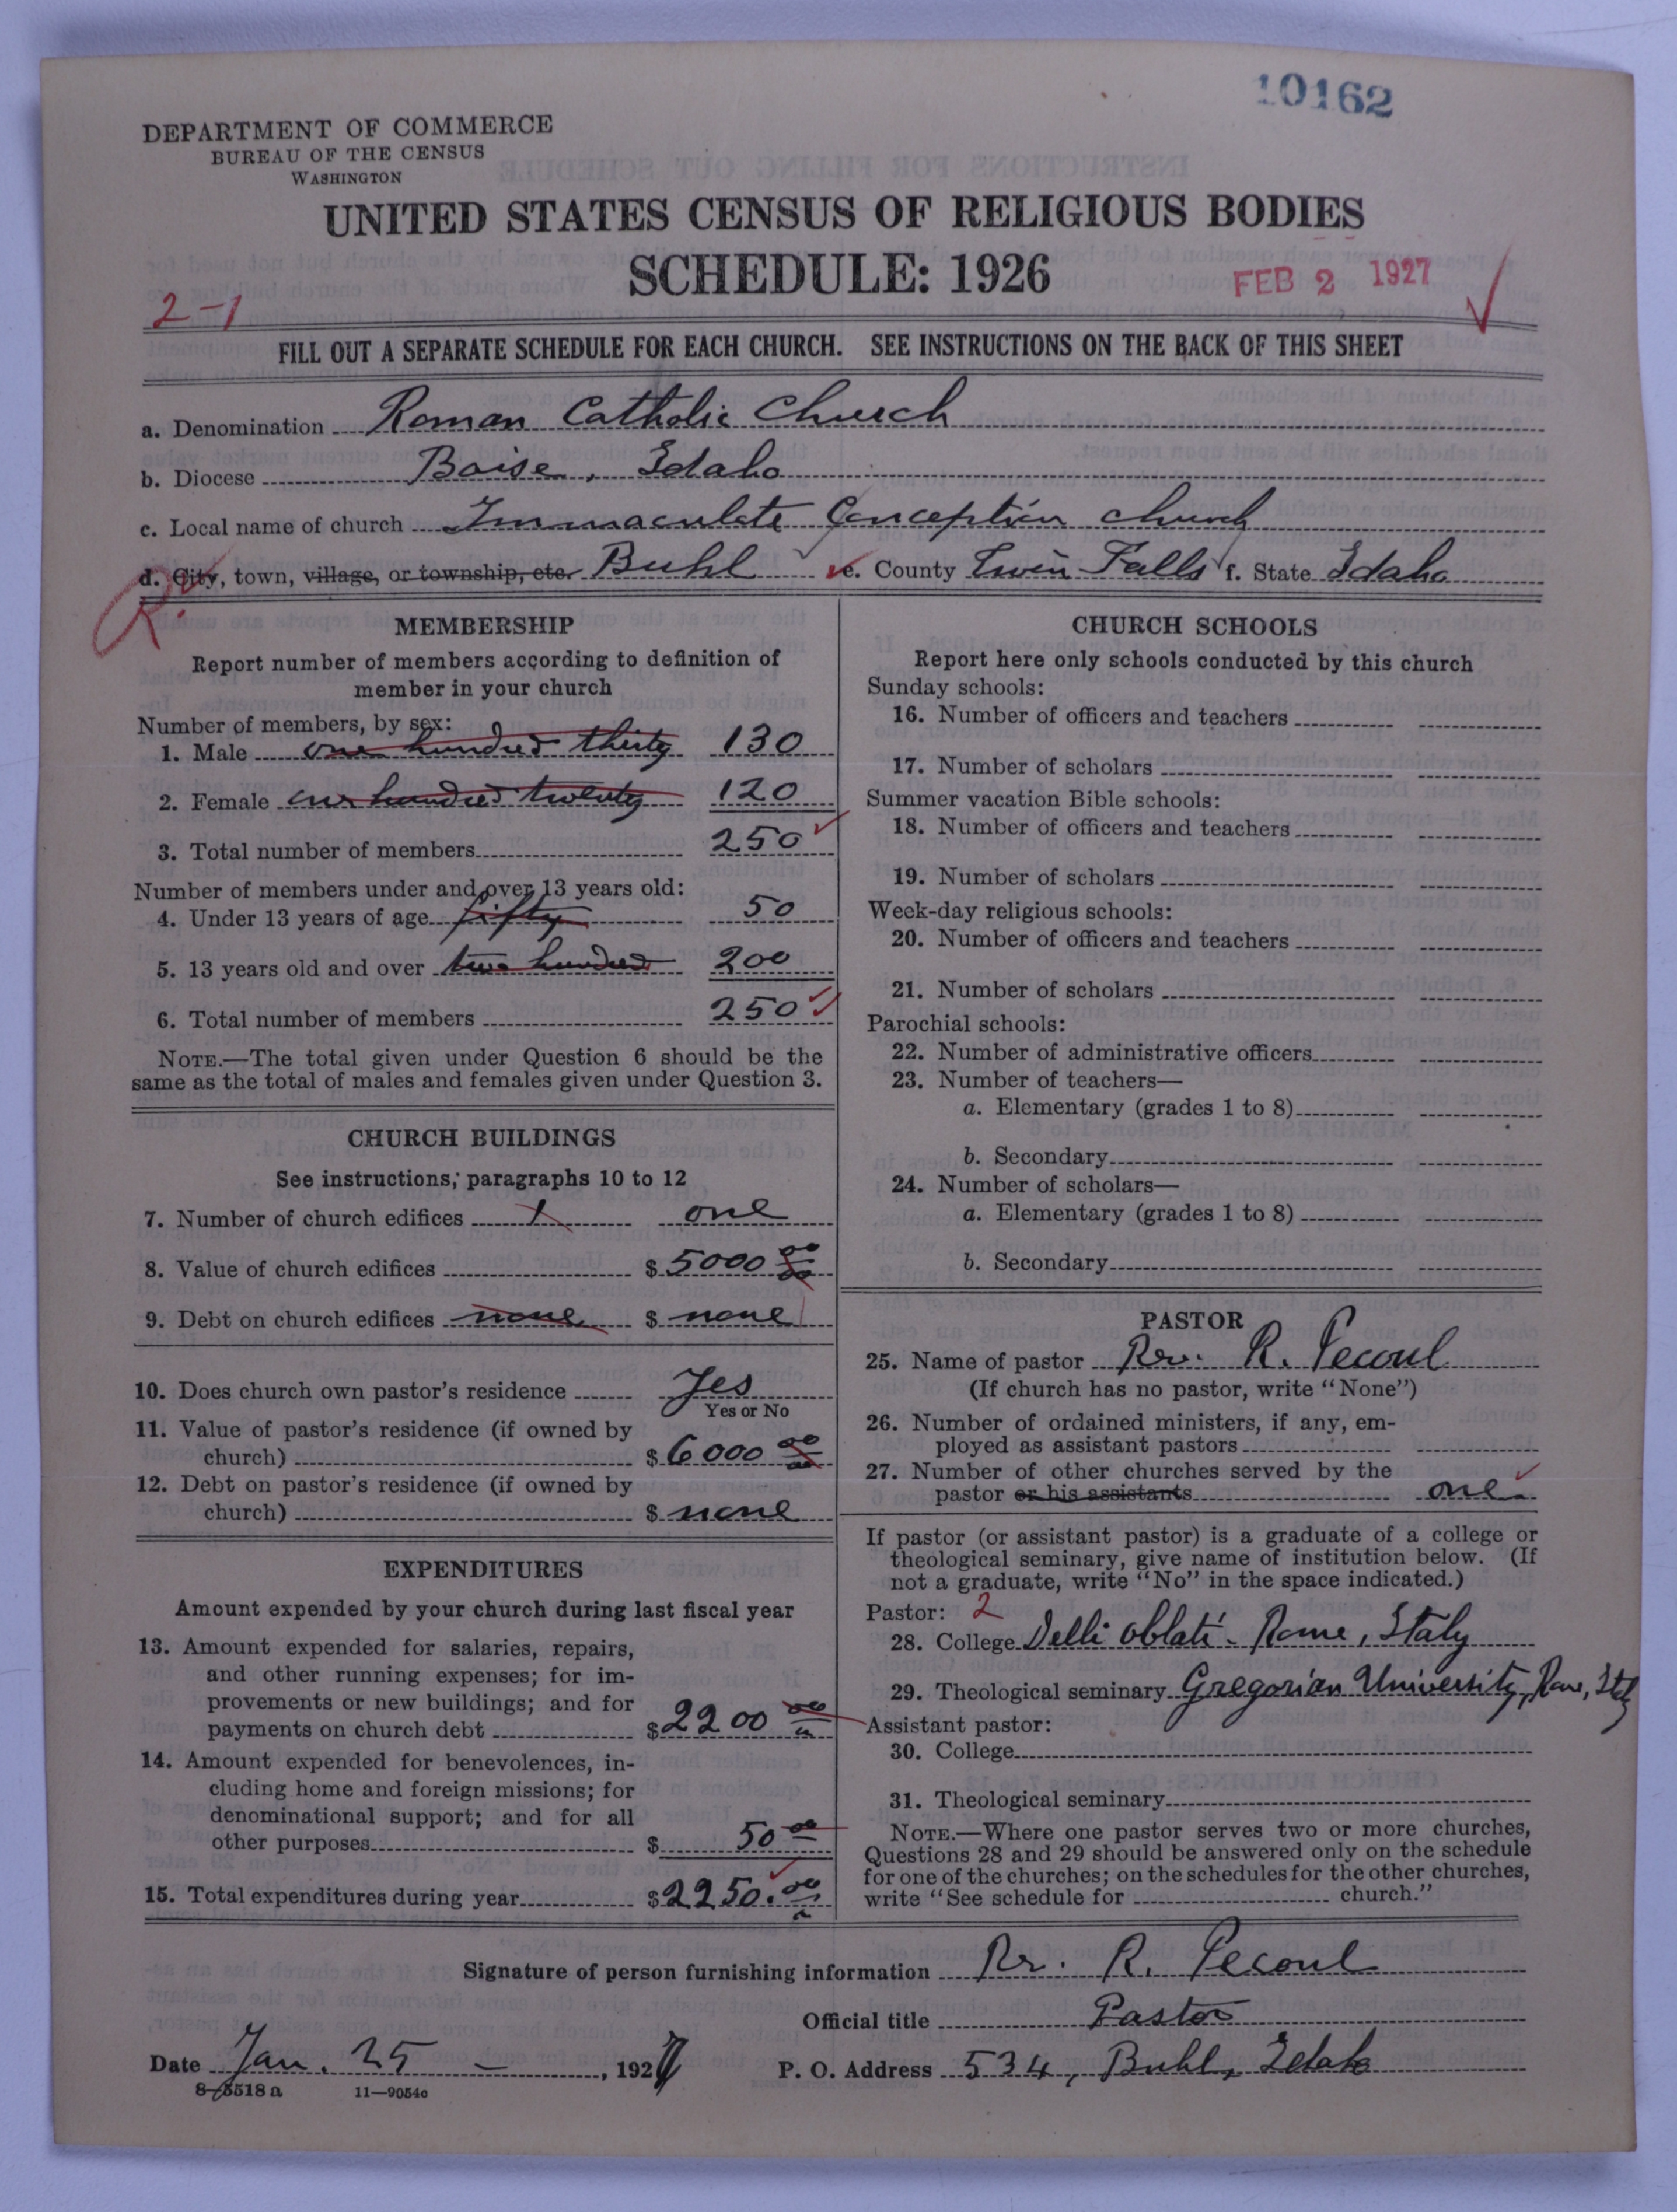 10162
DEPARTMENT OF COMMERCE
BUREAU OF THE CENSUS
WASHINGTON
UNITED STATES CENSUS OF RELIGIOUS BODIES
SCHEDULE: 1926
FEB 2 1927
2-1
FILL OUT A SEPARATE SCHEDULE FOR EACH CHURCH. SEE INSTRUCTIONS ON THE BACK OF THIS SHEET
a. Denomination Roman Catholic Church
b. Diocese Boise, Idaho
c. Local name of church Immaculate Conception church
d. City, town, village, or township, etc. Buhl e. County Twin Falls f. State Idaho
R.
MEMBERSHIP
Report number of members according to definition of
member in your church
Number of members, by sex:
1. Male one hundred thirty 130
2. Female one hundred twenty 120
3. Total number of members 250
Number of members under and over 13 years old:
4. Under 13 years of age fifty 50
5. 13 years old and over two hundred 200
6. Total number of members 250
NOTE.—The total given under Question 6 should be the
same as the total of males and females given under Question 3.
CHURCH BUILDINGS
See instructions, paragraphs 10 to 12
7. Number of church edifices 1 one
8. Value of church edifices $ 5000 00
9. Debt on church edifices none $ none
10. Does church own pastor's residence Yes
Yes or No
11. Value of pastor's residence (if owned by
church) $ 6000 00
12. Debt on pastor's residence (if owned by
church) $ none
EXPENDITURES
Amount expended by your church during last fiscal year
13. Amount expended for salaries, repairs,
and other running expenses; for im-
provements or new buildings; and for
payments on church debt $ 2200 00
14. Amount expended for benevolences, in-
cluding home and foreign missions; for
denominational support; and for all
other purposes $ 50 00
15. Total expenditures during year $ 2250.00
CHURCH SCHOOLS
Report here only schools conducted by this church
Sunday schools:
16. Number of officers and teachers
17. Number of scholars
Summer vacation Bible schools:
18. Number of officers and teachers
19. Number of scholars
Week-day religious schools:
20. Number of officers and teachers
21. Number of scholars
Parochial schools:
22. Number of administrative officers
23. Number of teachers—
a. Elementary (grades 1 to 8)
b. Secondary
24. Number of scholars—
a. Elementary (grades 1 to 8)
b. Secondary
PASTOR
25. Name of pastor Rev. R. Pecoul
(If church has no pastor, write "None")
26. Number of ordained ministers, if any, em-
ployed as assistant pastors
27. Number of other churches served by the
pastor or his assistants one
If pastor (or assistant pastor) is a graduate of a college or
theological seminary, give name of institution below. (If
not a graduate, write "No" in the space indicated.)
Pastor: 2
28. College Delli Oblati - Rome, Italy
29. Theological seminary Gregorian University, Rome, Italy
Assistant pastor:
30. College
31. Theological seminary
NOTE.—Where one pastor serves two or more churches,
Questions 28 and 29 should be answered only on the schedule
for one of the churches; on the schedules for the other churches,
write "See schedule for church."
Signature of person furnishing information Rev. R. Pecoul
Official title Pastor
Date Jan. 25 — , 1927 P. O. Address 534, Buhl, Idaho
8-5518 a 11—9054c